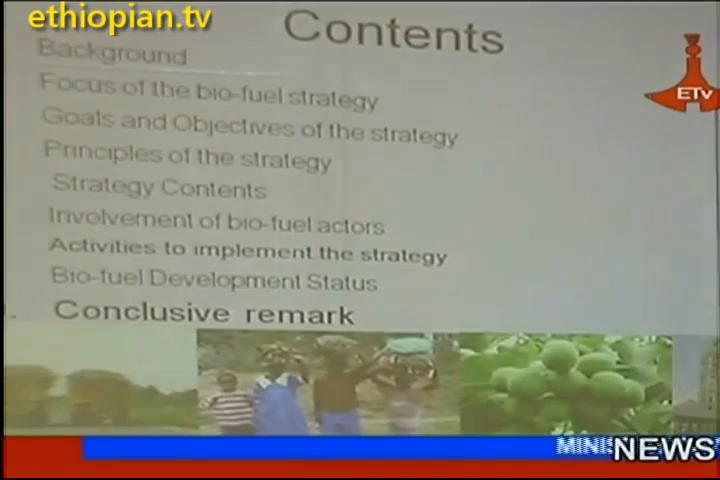 ethiopian.tv
Contents
Background
Focus of the bio-fuel strategy
ETV
Goals and Objectives of the strategy
Principles of the strategy
Strategy Contents
Involvement of bio-fuel actors
Activities to implement the strategy
Bio-fuel Development Status
Conclusive remark
NEWS